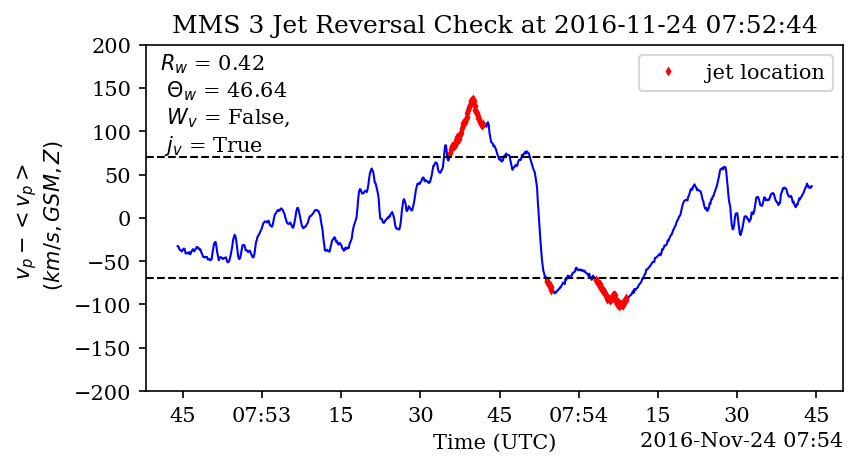 MMS 3 Jet Reversal Check at 2016-11-24 07:52:44
R_w = 0.42
Θ_w = 46.64
W_v = False,
j_v = True
jet location
200
150
100
50
0
−50
−100
−150
−200
v_p − < v_p >
(km/s, GSM, Z)
45 07:53 15 30 45 07:54 15 30 45
Time (UTC)
2016-Nov-24 07:54